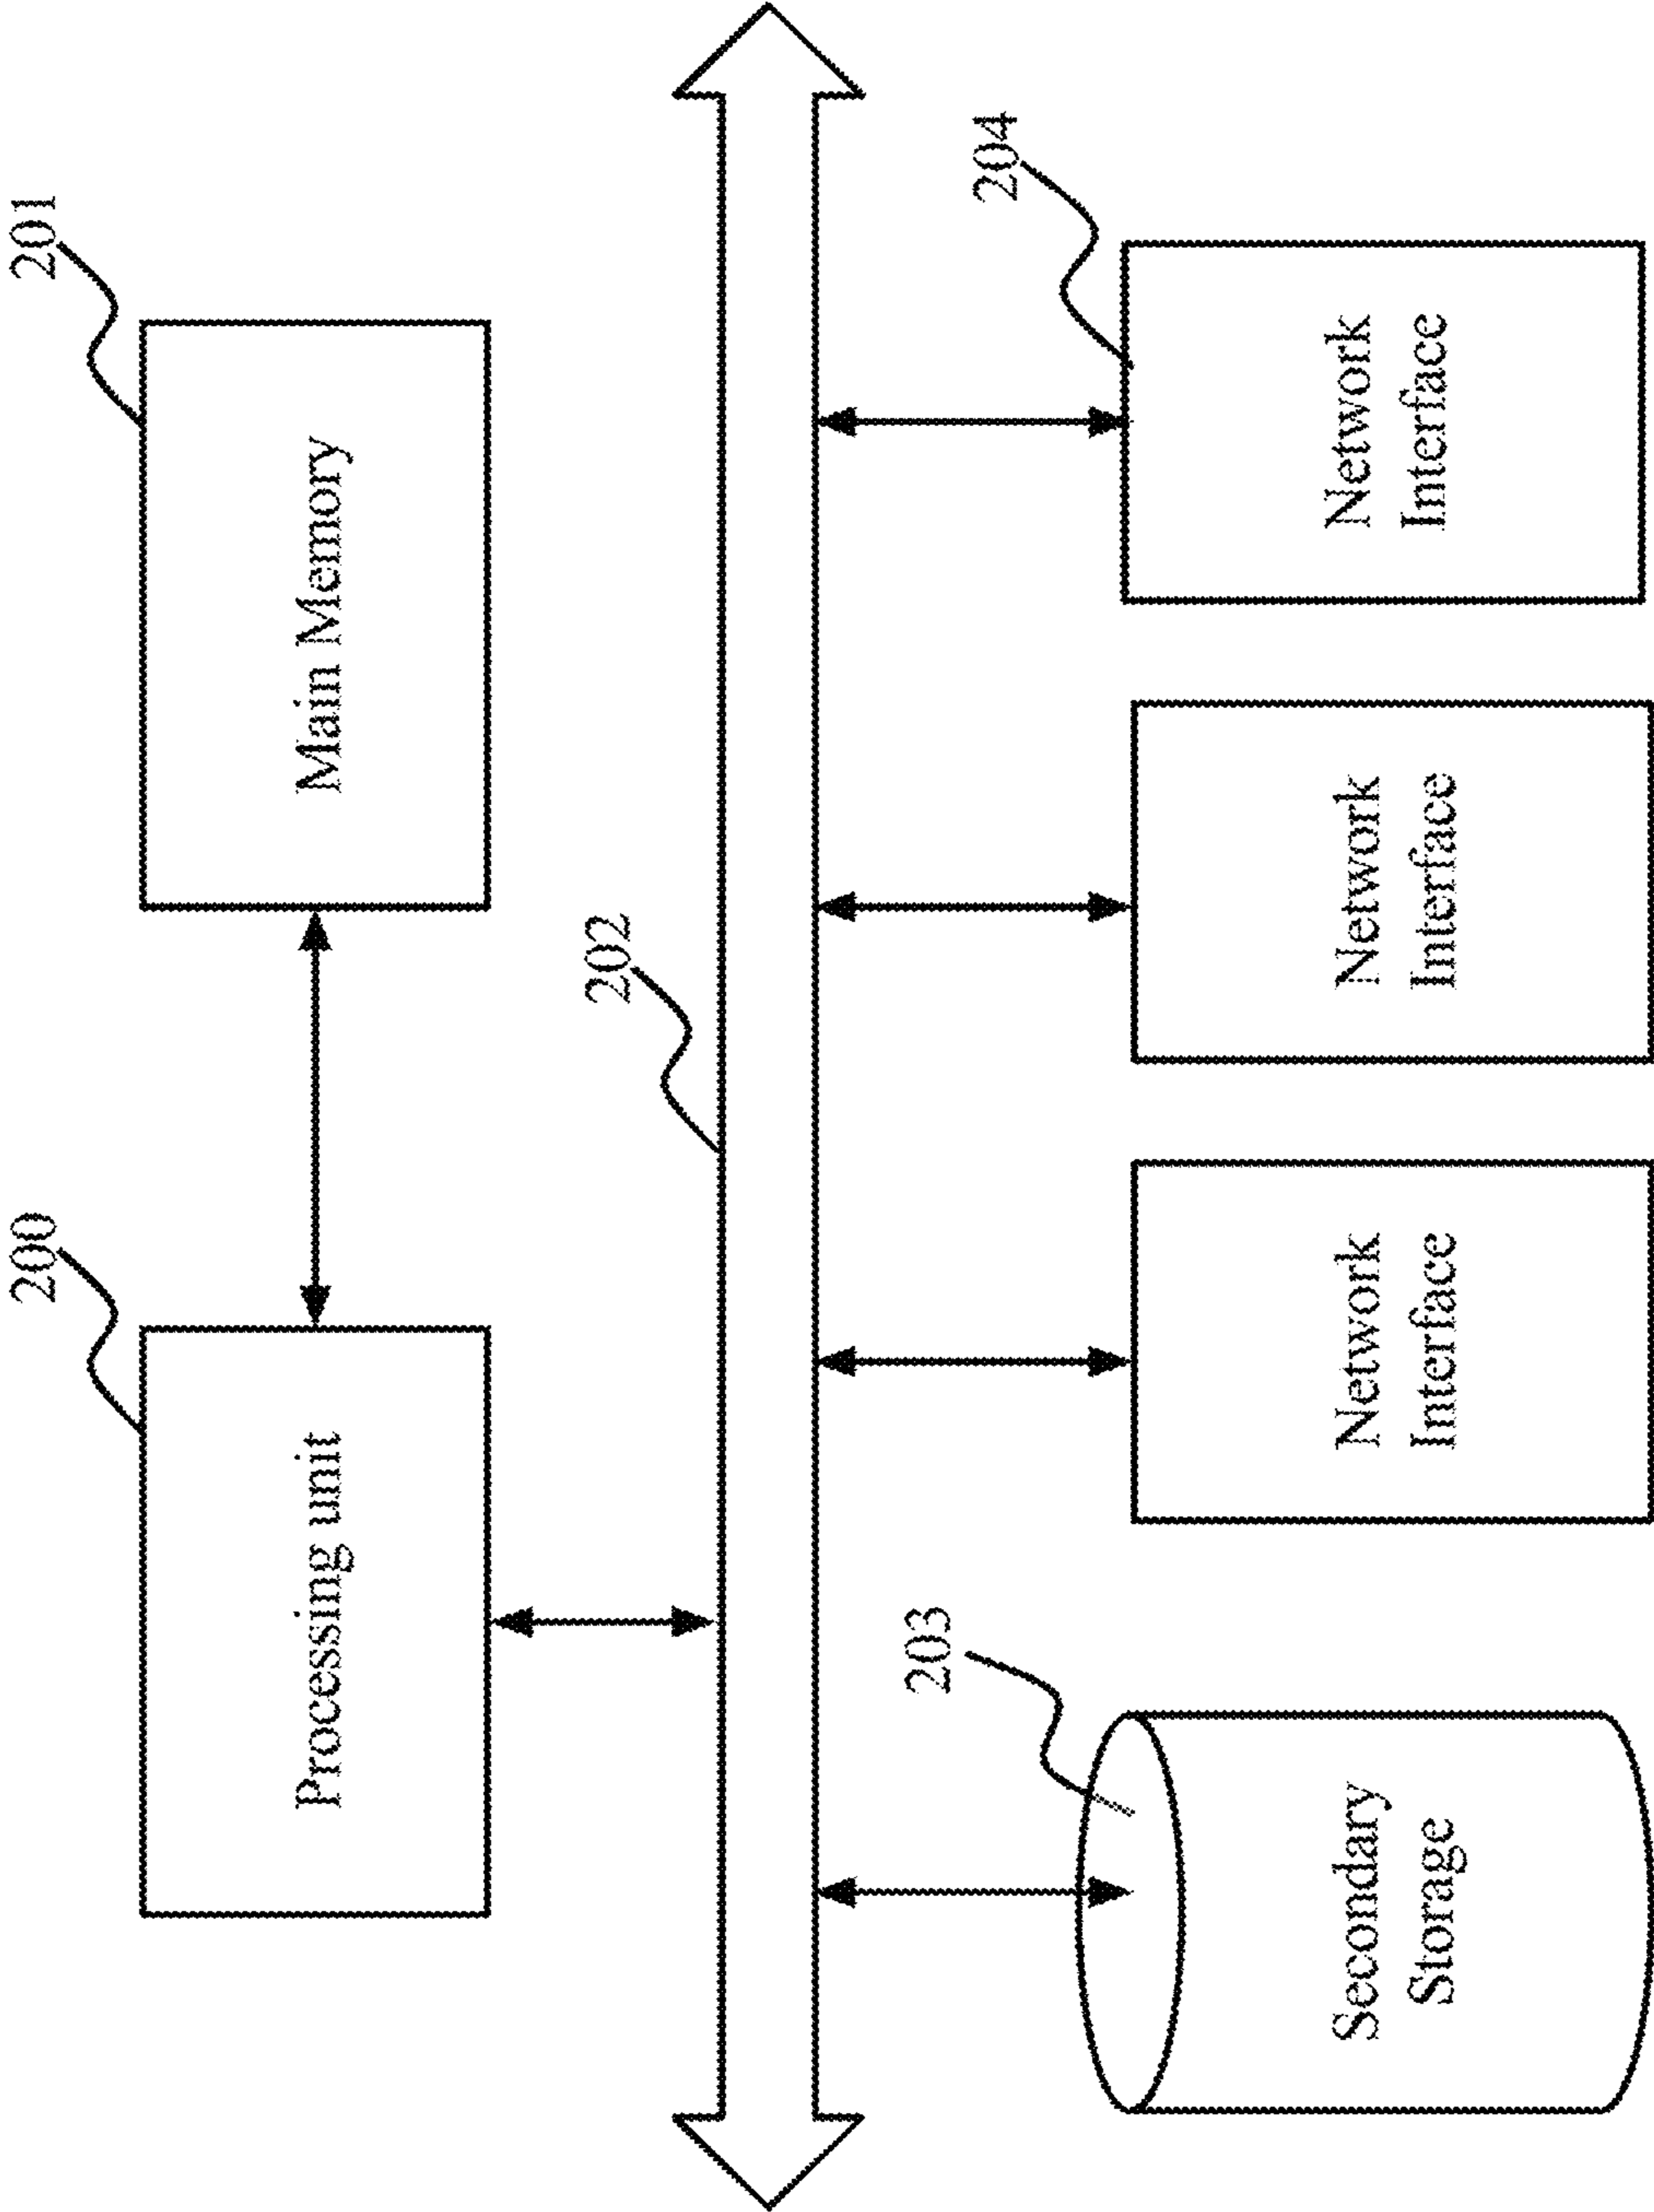 200
201
Processing unit
Main Memory
202
203
204
Secondary
Storage
Network
Interface
Network
Interface
Network
Interface